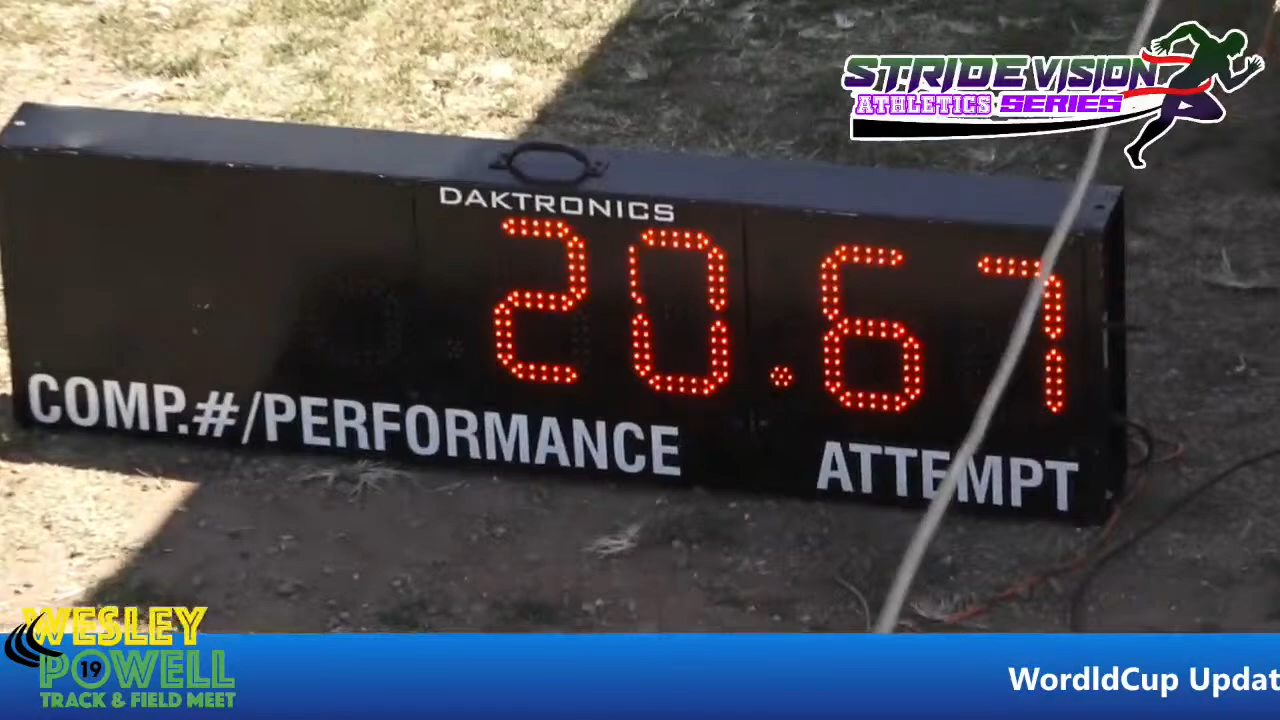 STRIDEVISION
ATHLETICS SERIES
DAKTRONICS
20.67
COMP.#/PERFORMANCE
ATTEMPT
WESLEY
POWELL
19
TRACK & FIELD MEET
WordldCup Updat